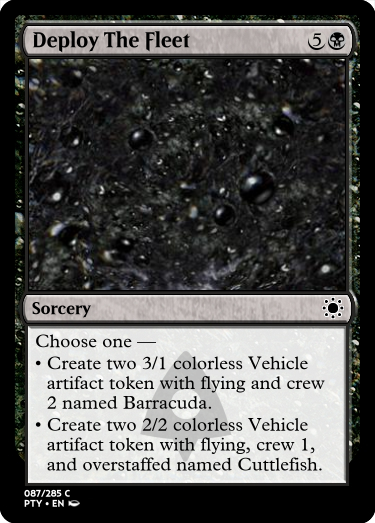 Deploy The Fleet 5
Sorcery
Choose one —
• Create two 3/1 colorless Vehicle
artifact token with flying and crew
2 named Barracuda.
• Create two 2/2 colorless Vehicle
artifact token with flying, crew 1,
and overstaffed named Cuttlefish.
087/285 C
PTY • EN